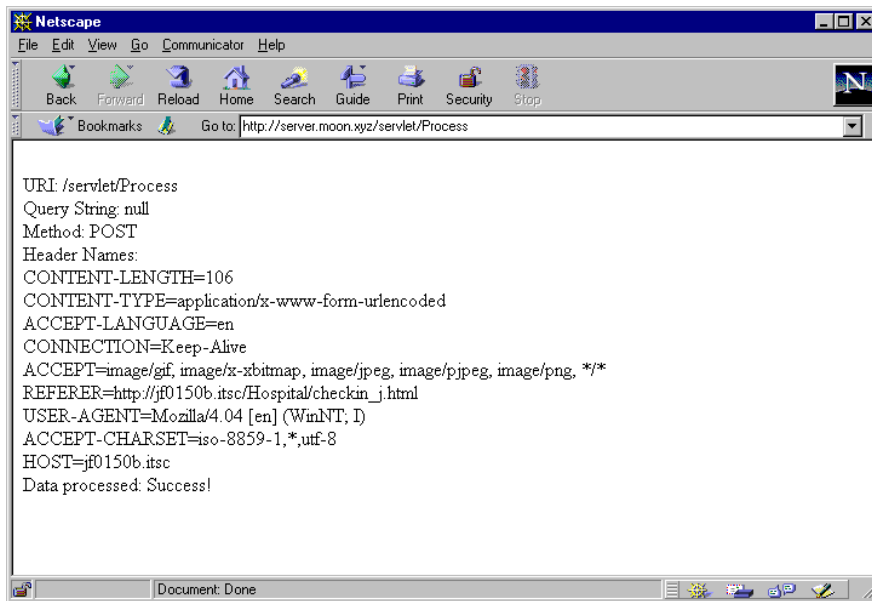 Netscape
File Edit View Go Communicator Help
Back Forward Reload Home Search Guide Print Security Stop
N
Bookmarks Go to: http://server.moon.xyz/servlet/Process
URI: /servlet/Process
Query String: null
Method: POST
Header Names:
CONTENT-LENGTH=106
CONTENT-TYPE=application/x-www-form-urlencoded
ACCEPT-LANGUAGE=en
CONNECTION=Keep-Alive
ACCEPT=image/gif, image/x-xbitmap, image/jpeg, image/pjpeg, image/png, */*
REFERER=http://jf0150b.itsc/Hospital/checkin_j.html
USER-AGENT=Mozilla/4.04 [en] (WinNT; I)
ACCEPT-CHARSET=iso-8859-1,*,utf-8
HOST=jf0150b.itsc
Data processed: Success!
Document: Done